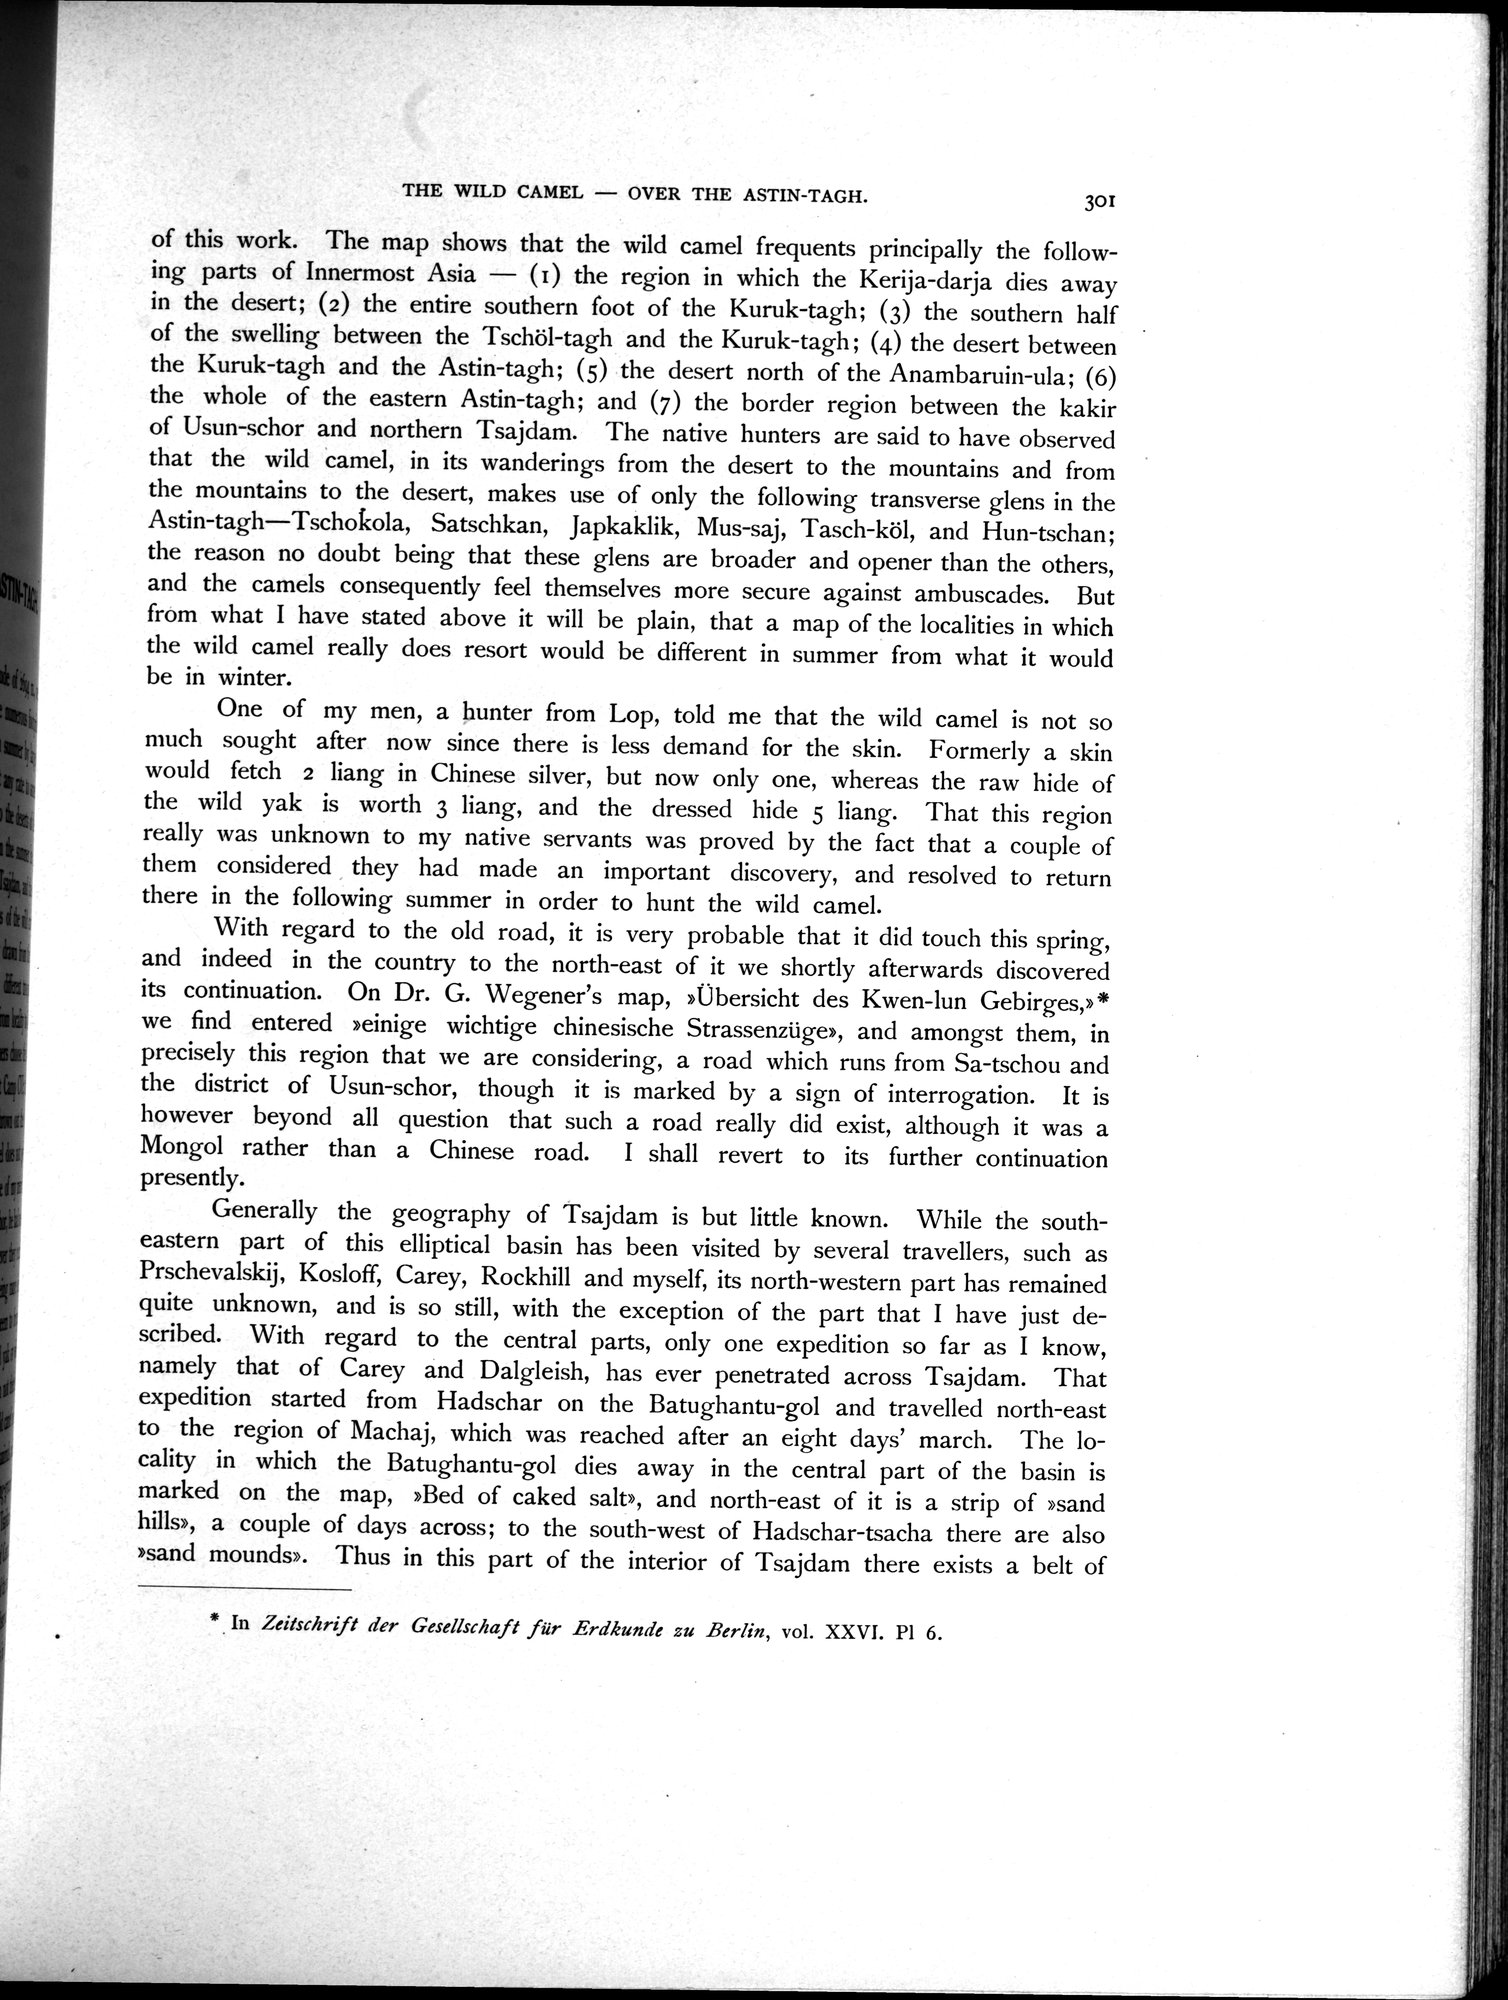 THE WILD CAMEL — OVER THE ASTIN-TAGH. 301
of this work. The map shows that the wild camel frequents principally the follow-
ing parts of Innermost Asia — (1) the region in which the Kerija-darja dies away
in the desert; (2) the entire southern foot of the Kuruk-tagh; (3) the southern half
of the swelling between the Tschöl-tagh and the Kuruk-tagh; (4) the desert between
the Kuruk-tagh and the Astin-tagh; (5) the desert north of the Anambaruin-ula; (6)
the whole of the eastern Astin-tagh; and (7) the border region between the kakir
of Usun-schor and northern Tsajdam. The native hunters are said to have observed
that the wild camel, in its wanderings from the desert to the mountains and from
the mountains to the desert, makes use of only the following transverse glens in the
Astin-tagh—Tschokola, Satschkan, Japkaklik, Mus-saj, Tasch-köl, and Hun-tschan;
the reason no doubt being that these glens are broader and opener than the others,
and the camels consequently feel themselves more secure against ambuscades. But
from what I have stated above it will be plain, that a map of the localities in which
the wild camel really does resort would be different in summer from what it would
be in winter.
One of my men, a hunter from Lop, told me that the wild camel is not so
much sought after now since there is less demand for the skin. Formerly a skin
would fetch 2 liang in Chinese silver, but now only one, whereas the raw hide of
the wild yak is worth 3 liang, and the dressed hide 5 liang. That this region
really was unknown to my native servants was proved by the fact that a couple of
them considered they had made an important discovery, and resolved to return
there in the following summer in order to hunt the wild camel.
With regard to the old road, it is very probable that it did touch this spring,
and indeed in the country to the north-east of it we shortly afterwards discovered
its continuation. On Dr. G. Wegener's map, »Übersicht des Kwen-lun Gebirges,»*
we find entered »einige wichtige chinesische Strassenzüge», and amongst them, in
precisely this region that we are considering, a road which runs from Sa-tschou and
the district of Usun-schor, though it is marked by a sign of interrogation. It is
however beyond all question that such a road really did exist, although it was a
Mongol rather than a Chinese road. I shall revert to its further continuation
presently.
Generally the geography of Tsajdam is but little known. While the south-
eastern part of this elliptical basin has been visited by several travellers, such as
Prschevalskij, Kosloff, Carey, Rockhill and myself, its north-western part has remained
quite unknown, and is so still, with the exception of the part that I have just de-
scribed. With regard to the central parts, only one expedition so far as I know,
namely that of Carey and Dalgleish, has ever penetrated across Tsajdam. That
expedition started from Hadschar on the Batughantu-gol and travelled north-east
to the region of Machaj, which was reached after an eight days' march. The lo-
cality in which the Batughantu-gol dies away in the central part of the basin is
marked on the map, »Bed of caked salt», and north-east of it is a strip of »sand
hills», a couple of days across; to the south-west of Hadschar-tsacha there are also
»sand mounds». Thus in this part of the interior of Tsajdam there exists a belt of
* In Zeitschrift der Gesellschaft für Erdkunde zu Berlin, vol. XXVI. Pl 6.